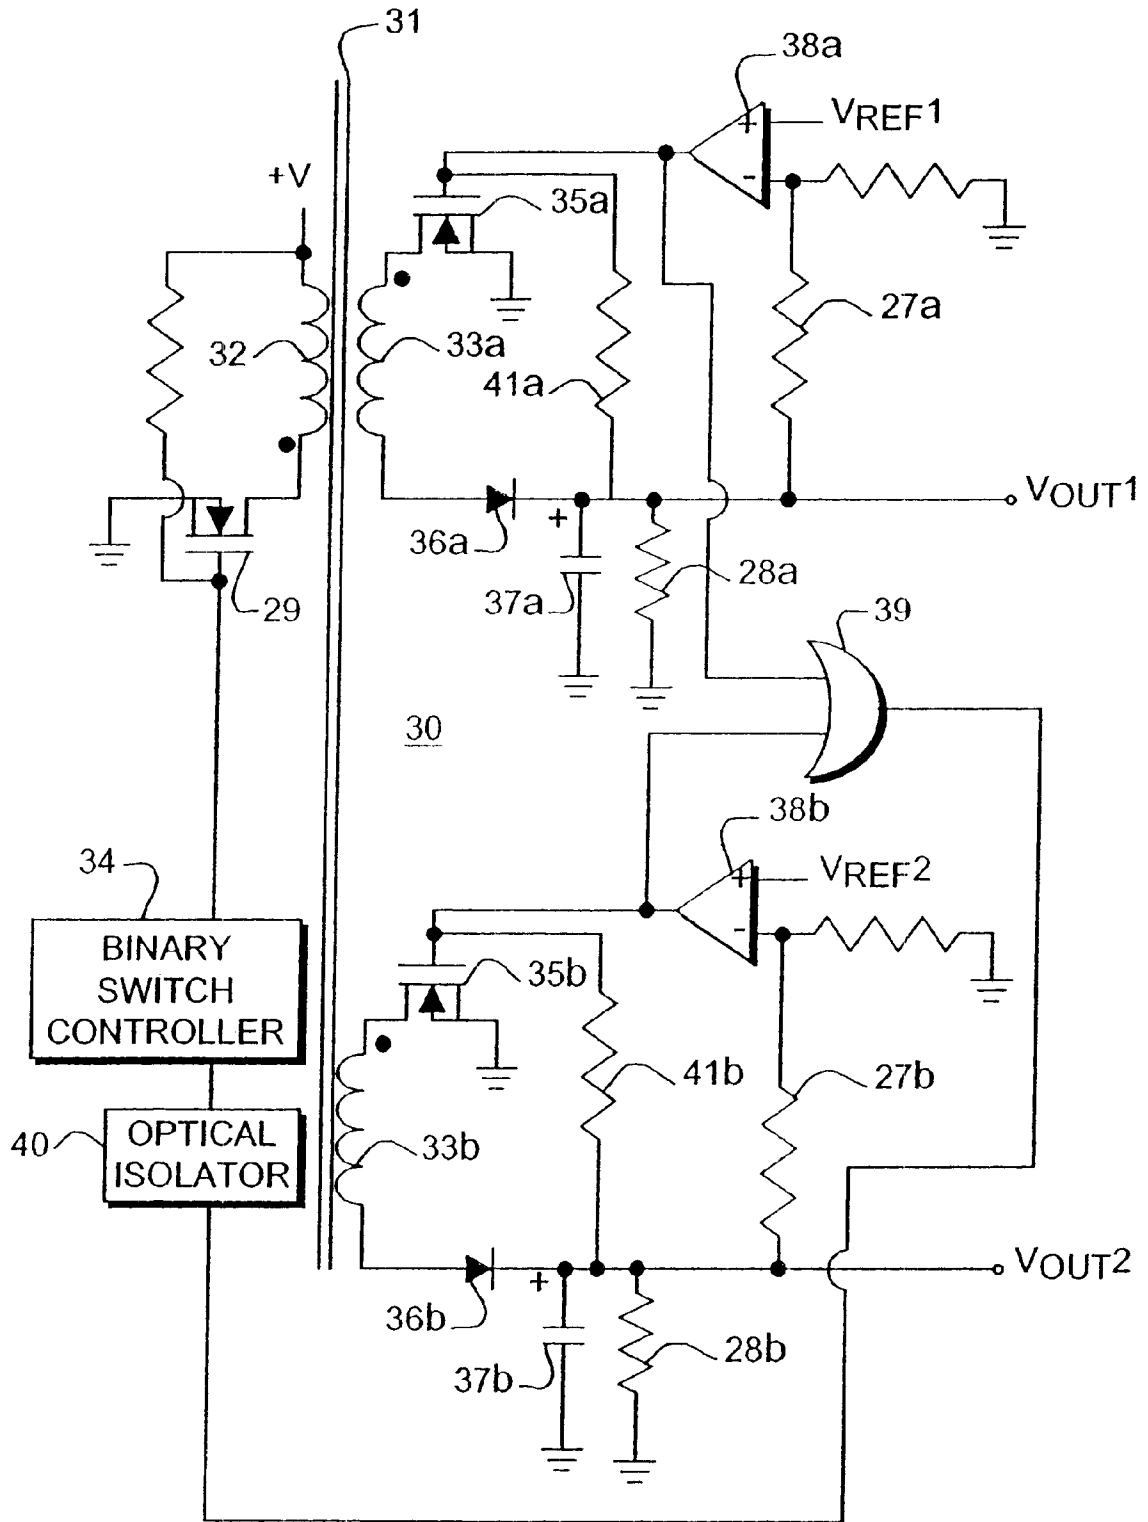 31
38a
VREF1
+
-
+V
35a
27a
32
33a
41a
VOUT1
36a
+
37a
28a
39
29
30
38b
34
+
VREF2
-
BINARY
SWITCH
CONTROLLER
35b
41b
27b
40
OPTICAL
ISOLATOR
33b
VOUT2
+
36b
37b
28b